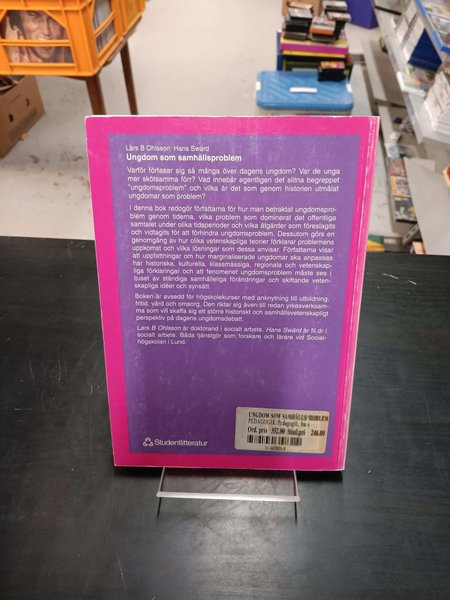 Lars B Ohlsson: Hans Swärd
Ungdom som samhällsproblem
Varför förfasar sig så många över dagens ungdom? Var de unga
mer skötsamma förr? Vad innebär egentligen det slitna begreppet
"ungdomsproblem" och vilka är det som genom historien utmålat
ungdomar som problem?
I denna bok redogör författarna för hur man betraktat ungdomspro-
blem genom tiderna, vilka problem som dominerat det offentliga
samtalet under olika tidsperioder och vilka åtgärder som föreslagits
och vidtagits för att förhindra ungdomsproblem. Dessutom görs en
genomgång av hur olika vetenskapliga teorier förklarar problemens
uppkomst och vilka lösningar som dessa anvisar. Författarna visar
att uppfattningen om hur marginaliserade ungdomar ska anpassas
har historiska, kulturella, klassmässiga, regionala och vetenskap-
liga förklaringar och att fenomenet ungdomsproblem måste ses i
ljuset av ständiga samhälleliga förändringar och skiftande veten-
skapliga idéer och synsätt.
Boken är avsedd för högskolekurser med anknytning till utbildning,
fritid, vård och omsorg. Den riktar sig även till redan yrkesverksam-
ma som vill skaffa sig ett större historiskt och samhällsvetenskapligt
perspektiv på dagens ungdomsdebatt.
Lars B Ohlsson är doktorand i socialt arbete. Hans Swärd är fil.dr i
socialt arbete. Båda tjänstgör som forskare och lärare vid Social-
högskolan i Lund.
Studentlitteratur
UNGDOM SOM SAMHÄLLSPROBLEM
PEDAGOGIK/Pedagogik, ha s
Ord. pris 352.00 Stud.pri 246.00